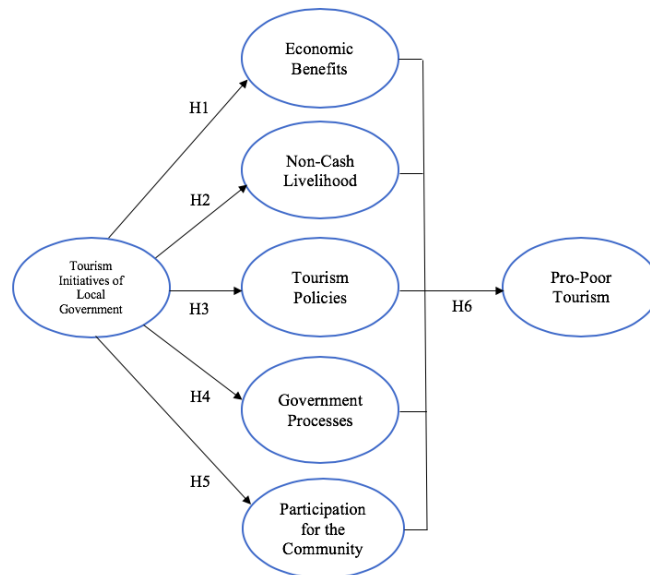 Economic
Benefits
H1
Non-Cash
Livelihood
H2
Tourism
Initiatives of
Local
Government
H3
Tourism
Policies
H6
Pro-Poor
Tourism
H4
Government
Processes
H5
Participation
for the
Community